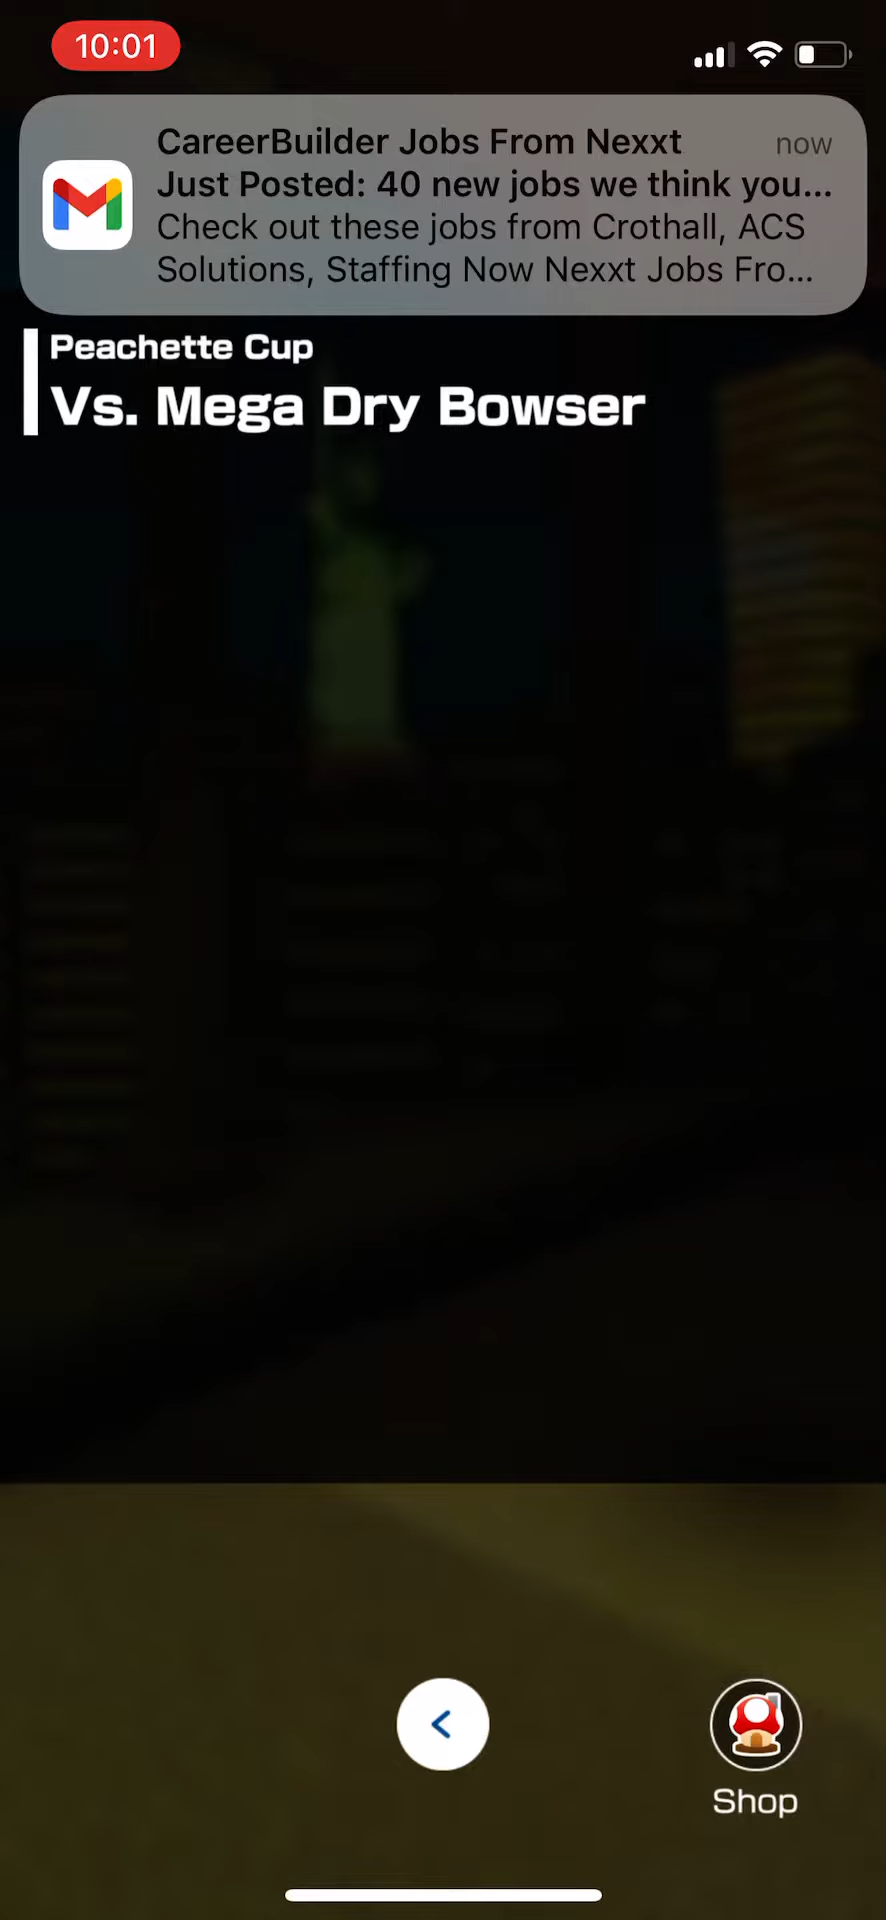 10:01
CareerBuilder Jobs From Nexxt now
Just Posted: 40 new jobs we think you...
Check out these jobs from Crothall, ACS
Solutions, Staffing Now Nexxt Jobs Fro...
Peachette Cup
Vs. Mega Dry Bowser
Shop